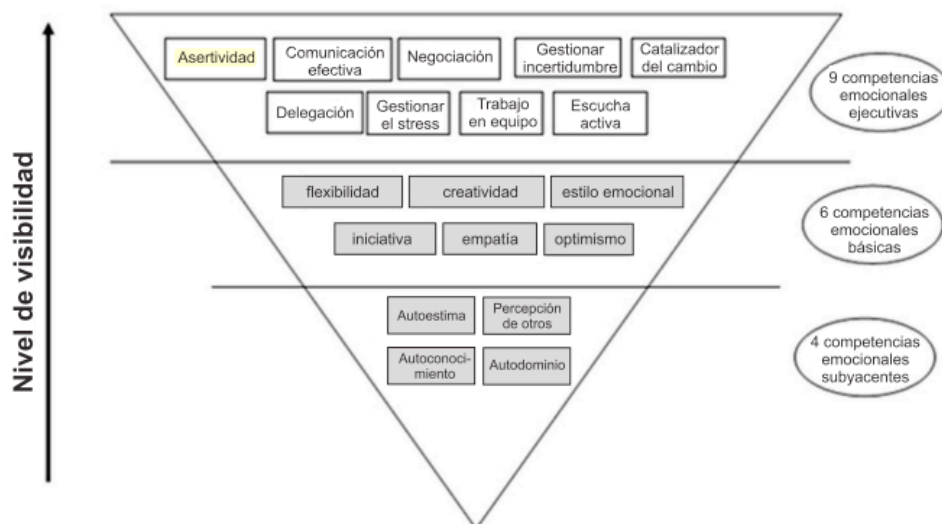 Nivel de visibilidad
Asertividad
Comunicación
efectiva
Negociación
Gestionar
incertidumbre
Catalizador
del cambio
Delegación
Gestionar
el stress
Trabajo
en equipo
Escucha
activa
9 competencias
emocionales
ejecutivas
flexibilidad
creatividad
estilo emocional
iniciativa
empatía
optimismo
6 competencias
emocionales
básicas
Autoestima
Percepción
de otros
Autoconoci-
miento
Autodominio
4 competencias
emocionales
subyacentes